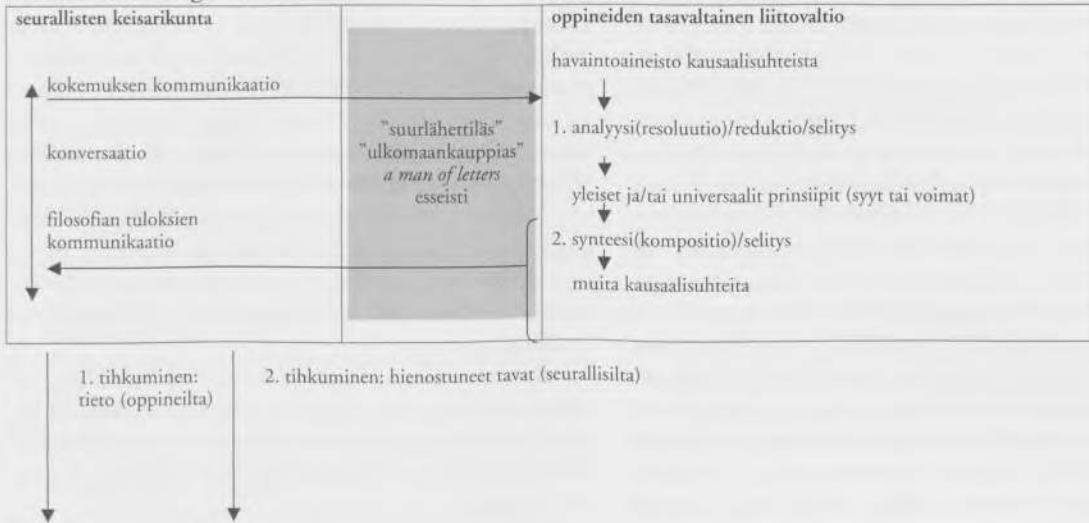 seurallisten keisarikunta
kokemuksen kommunikaatio
konversaatio
filosofian tuloksien
kommunikaatio
"suurlähettiläs"
"ulkomaankauppias"
a man of letters
esseisti
oppineiden tasavaltainen liittovaltio
havaintoaineisto kausaalisuhteista
1. analyysi(resoluutio)/reduktio/selitys
yleiset ja/tai universaalit prinsiipit (syyt tai voimat)
2. synteesi(kompositio)/selitys
muita kausaalisuhteita
1. tihkuminen:
tieto (oppineilta)
2. tihkuminen: hienostuneet tavat (seurallisilta)